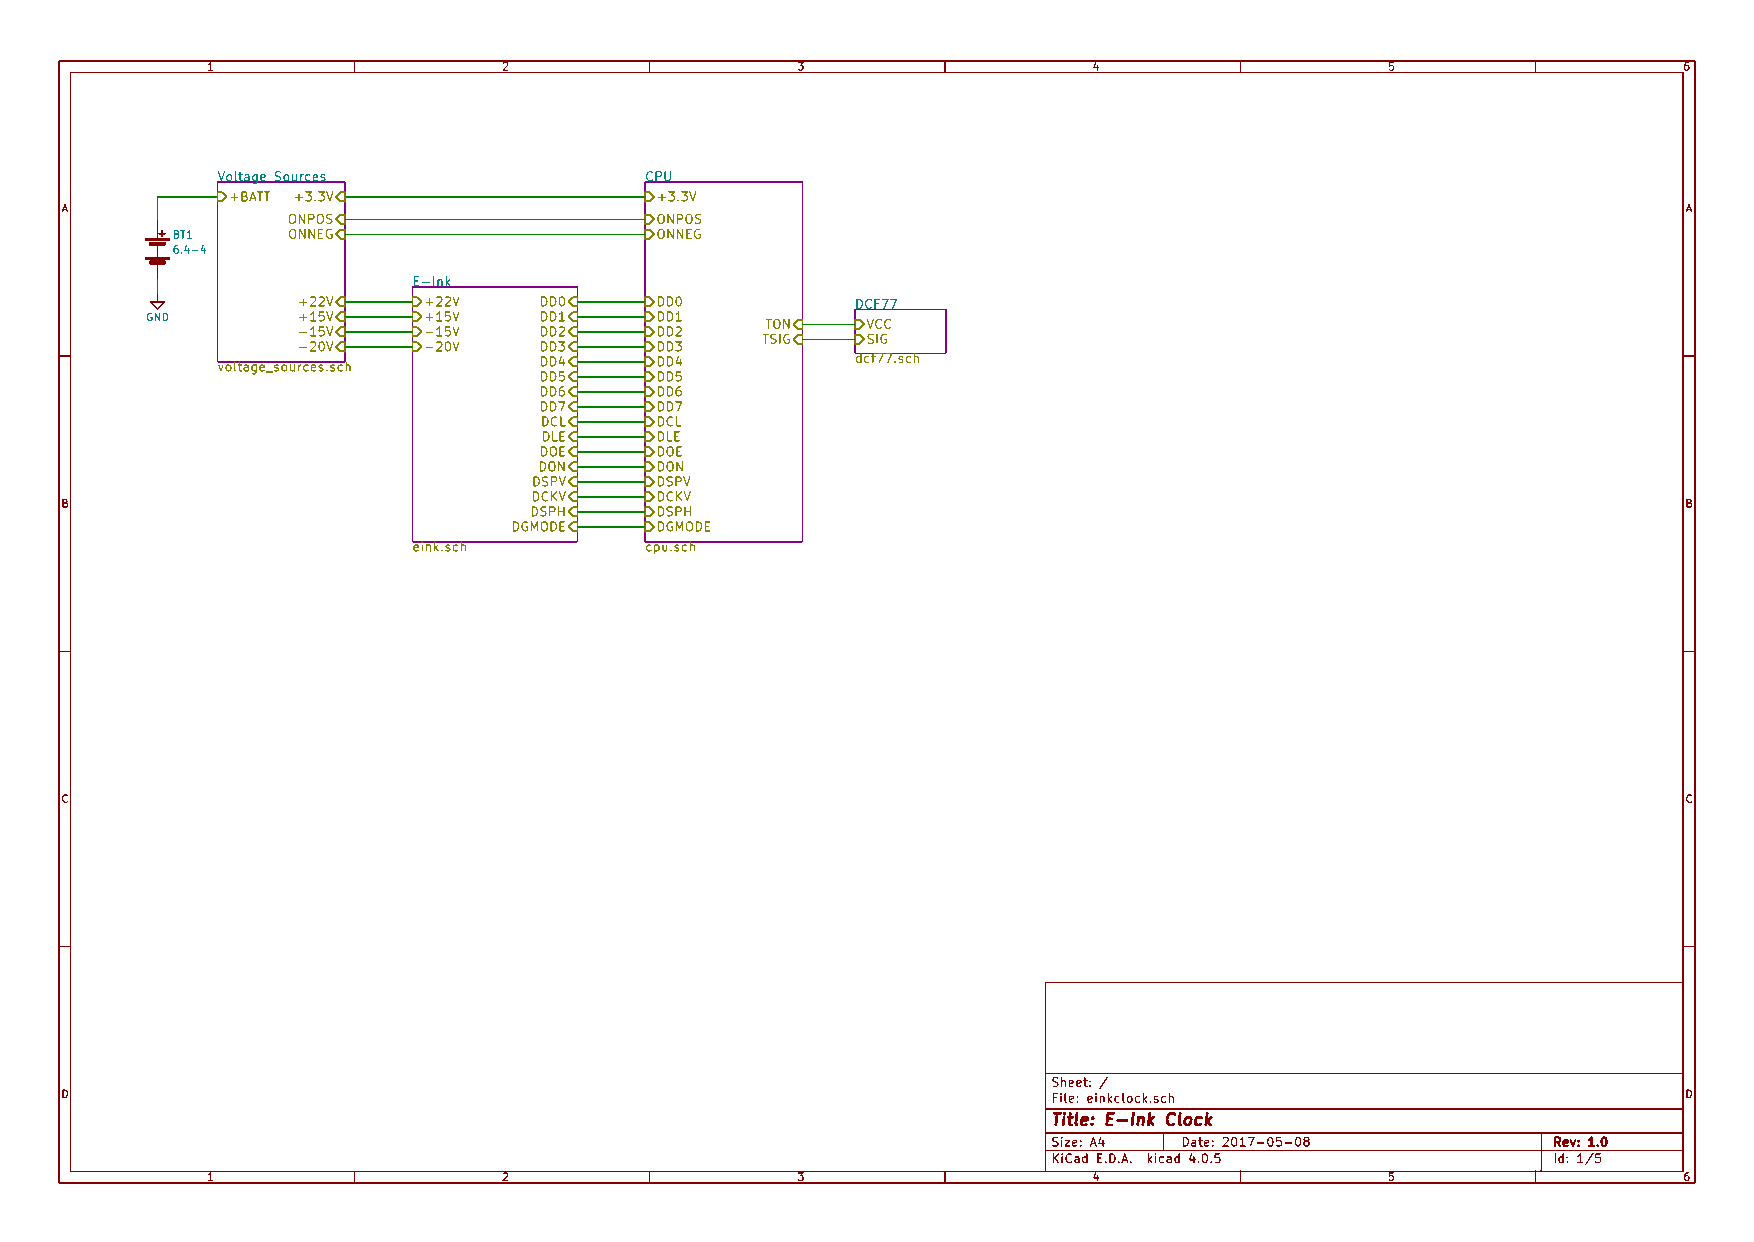 1 2 3 4 5 6
Voltage Sources
CPU
+BATT +3.3V
+3.3V
A
A
ONPOS
ONPOS
ONNEG
ONNEG
BT1
6.4-4
GND
E-Ink
+22V
+15V
-15V
-20V
+22V
+15V
-15V
-20V
voltage_sources.sch
DD0
DD1
DD2
DD3
DD4
DD5
DD6
DD7
DCL
DLE
DOE
DON
DSPV
DCKV
DSPH
DGMODE
eink.sch
DD0
DD1
DD2
DD3
DD4
DD5
DD6
DD7
DCL
DLE
DOE
DON
DSPV
DCKV
DSPH
DGMODE
cpu.sch
TON
TSIG
DCF77
VCC
SIG
dcf77.sch
B
B
C
C
D
D
Sheet: /
File: einkclock.sch
Title: E-Ink Clock
Size: A4 Date: 2017-05-08 Rev: 1.0
KiCad E.D.A. kicad 4.0.5 Id: 1/5
1 2 3 4 5 6